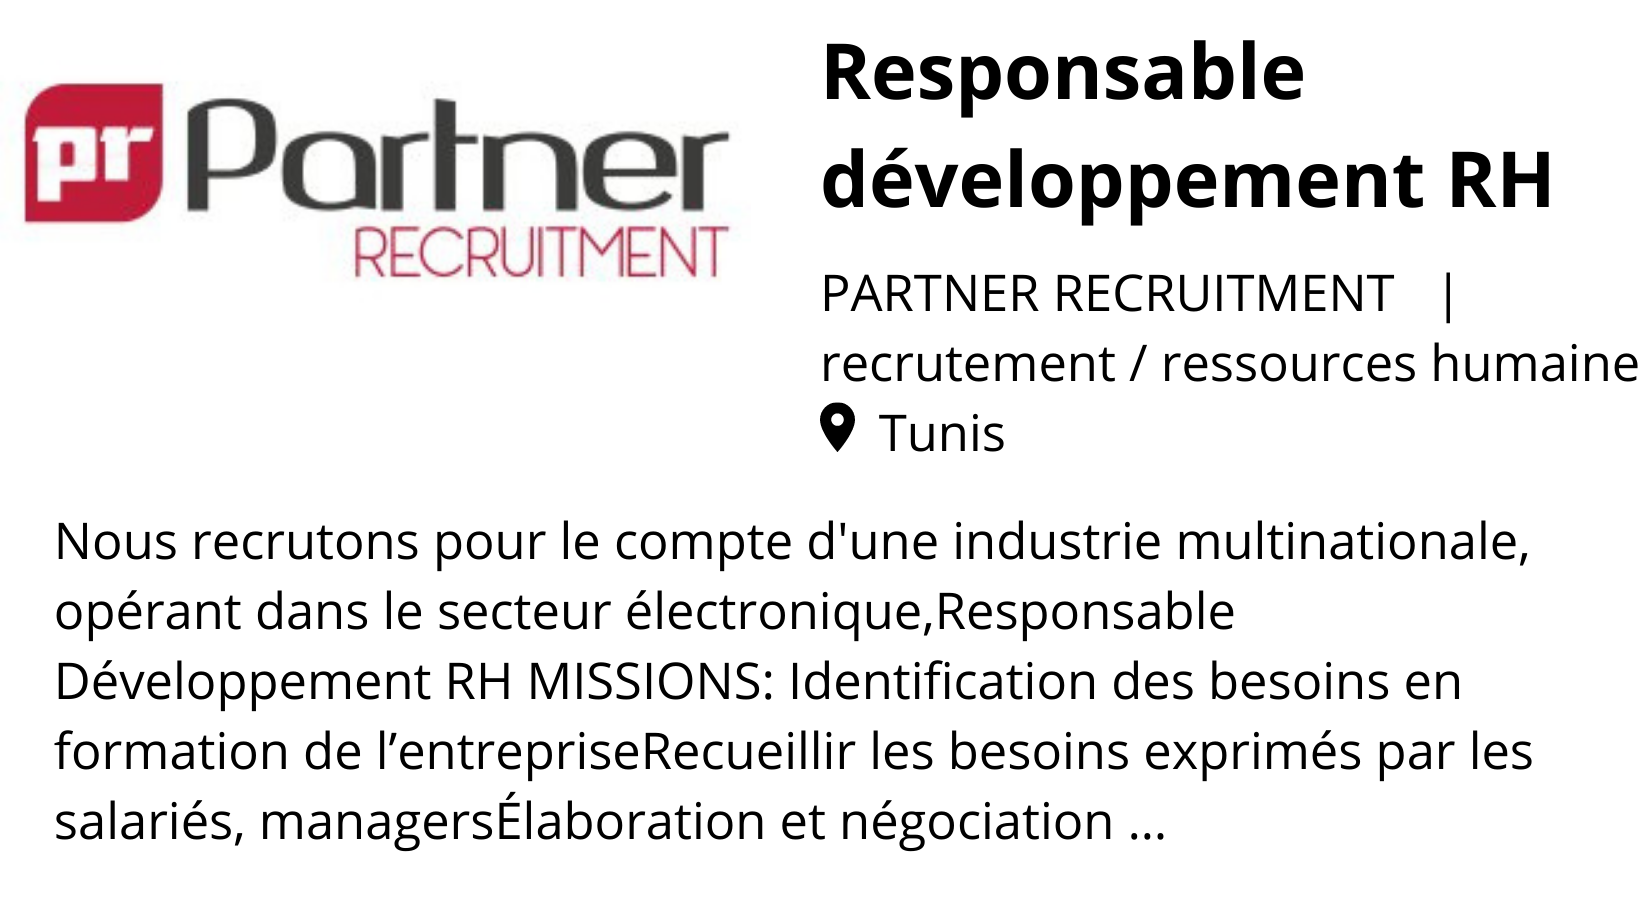 pr Partner
RECRUITMENT
Responsable
développement RH
PARTNER RECRUITMENT |
recrutement / ressources humaine
Tunis
Nous recrutons pour le compte d'une industrie multinationale,
opérant dans le secteur électronique,Responsable
Développement RH MISSIONS: Identification des besoins en
formation de l’entrepriseRecueillir les besoins exprimés par les
salariés, managersÉlaboration et négociation ...